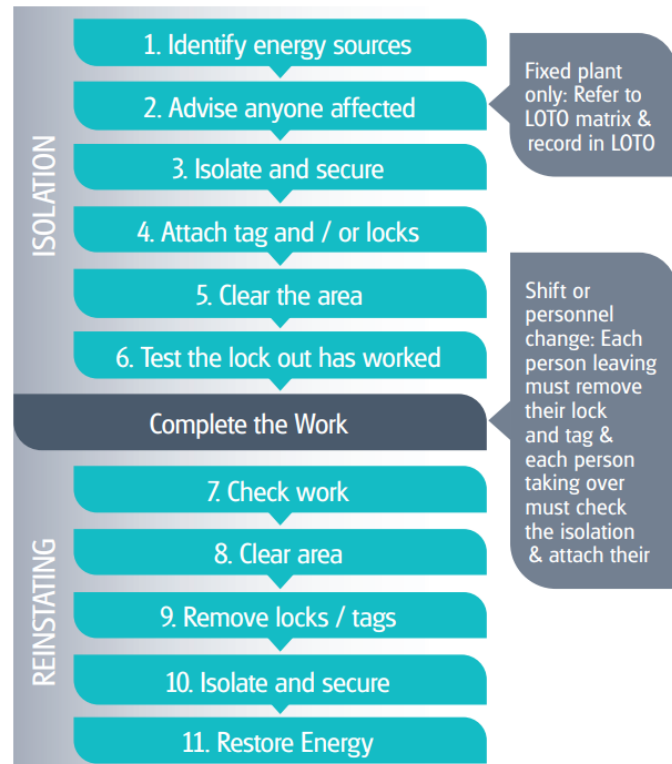 ISOLATION
1. Identify energy sources
2. Advise anyone affected
Fixed plant
only: Refer to
LOTO matrix &
record in LOTO
3. Isolate and secure
4. Attach tag and / or locks
5. Clear the area
6. Test the lock out has worked
Complete the Work
Shift or
personnel
change: Each
person leaving
must remove
their lock
and tag &
each person
taking over
must check
the isolation
& attach their
REINSTATING
7. Check work
8. Clear area
9. Remove locks / tags
10. Isolate and secure
11. Restore Energy